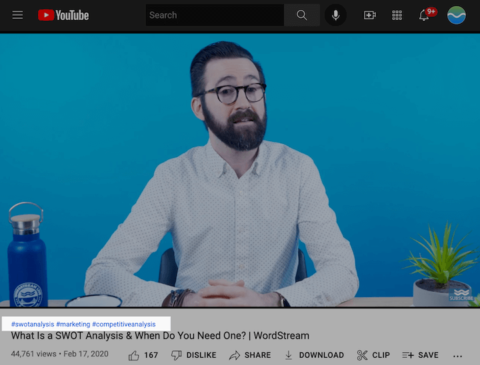 YouTube
Search
9+
SUBSCRIBE
#swotanalysis #marketing #competitiveanalysis
What Is a SWOT Analysis & When Do You Need One? | WordStream
44,761 views • Feb 17, 2020
167
DISLIKE
SHARE
DOWNLOAD
CLIP
SAVE